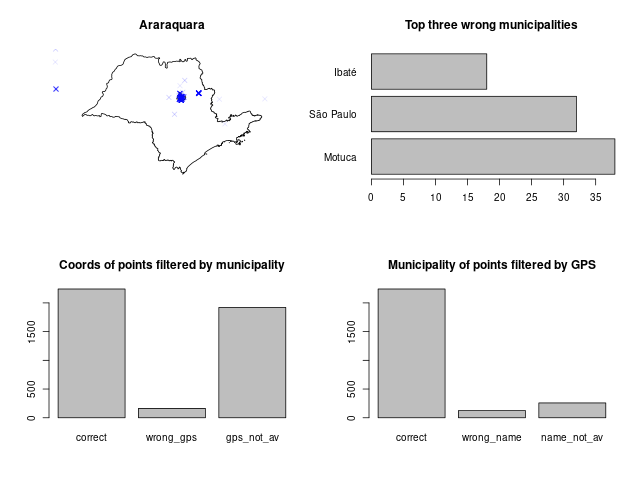 Araraquara
Top three wrong municipalities
Ibaté
São Paulo
Motuca
0 5 10 15 20 25 30 35
Coords of points filtered by municipality
0 500 1500
correct wrong_gps gps_not_av
Municipality of points filtered by GPS
0 500 1500
correct wrong_name name_not_av